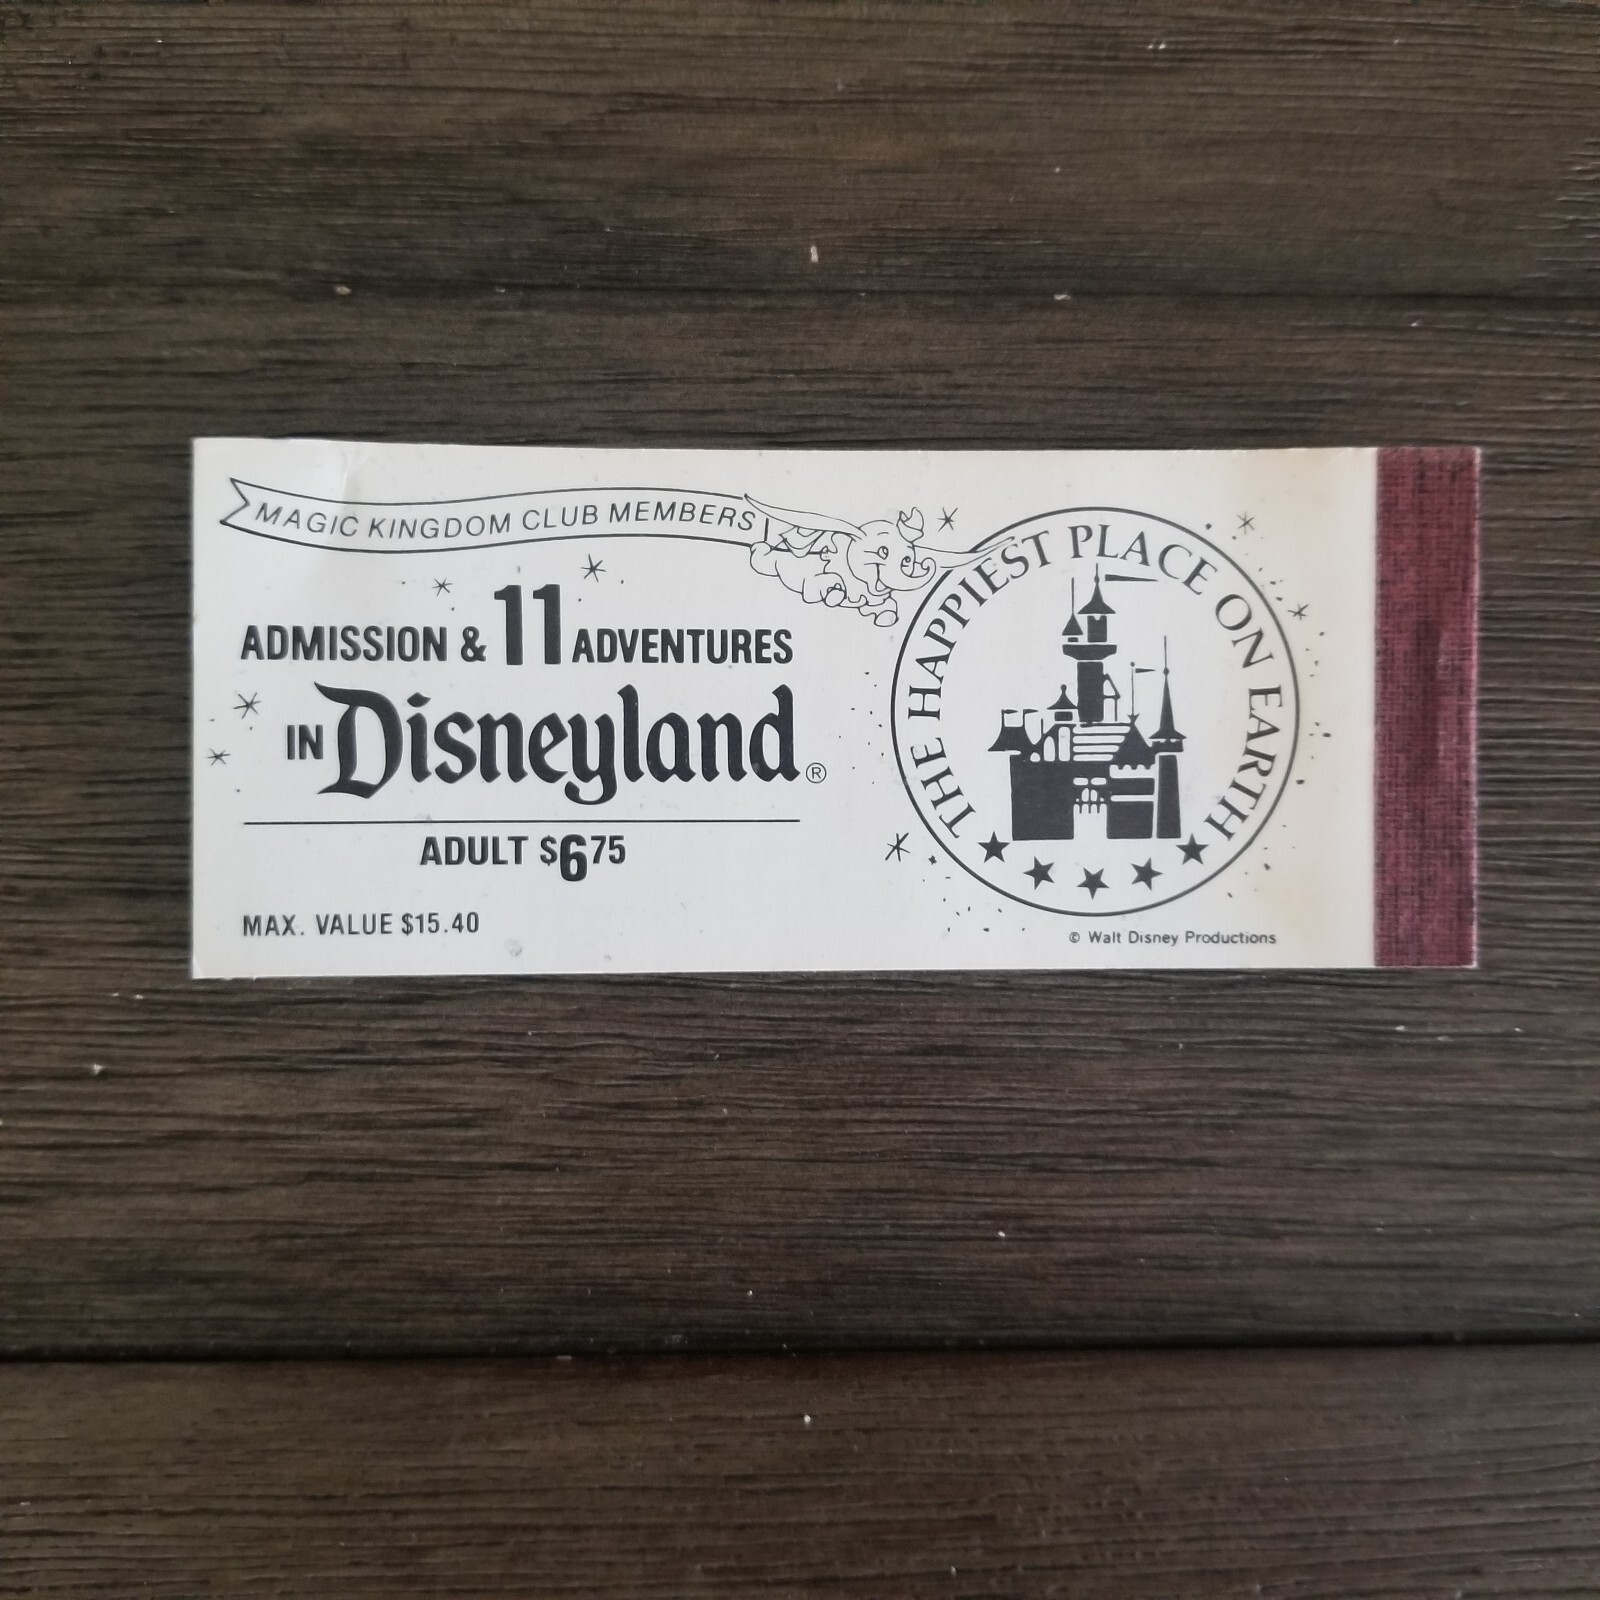 MAGIC KINGDOM CLUB MEMBERS
ADMISSION & 11 ADVENTURES
IN Disneyland®
ADULT $6.75
MAX. VALUE $15.40
THE HAPPIEST PLACE ON EARTH
© Walt Disney Productions